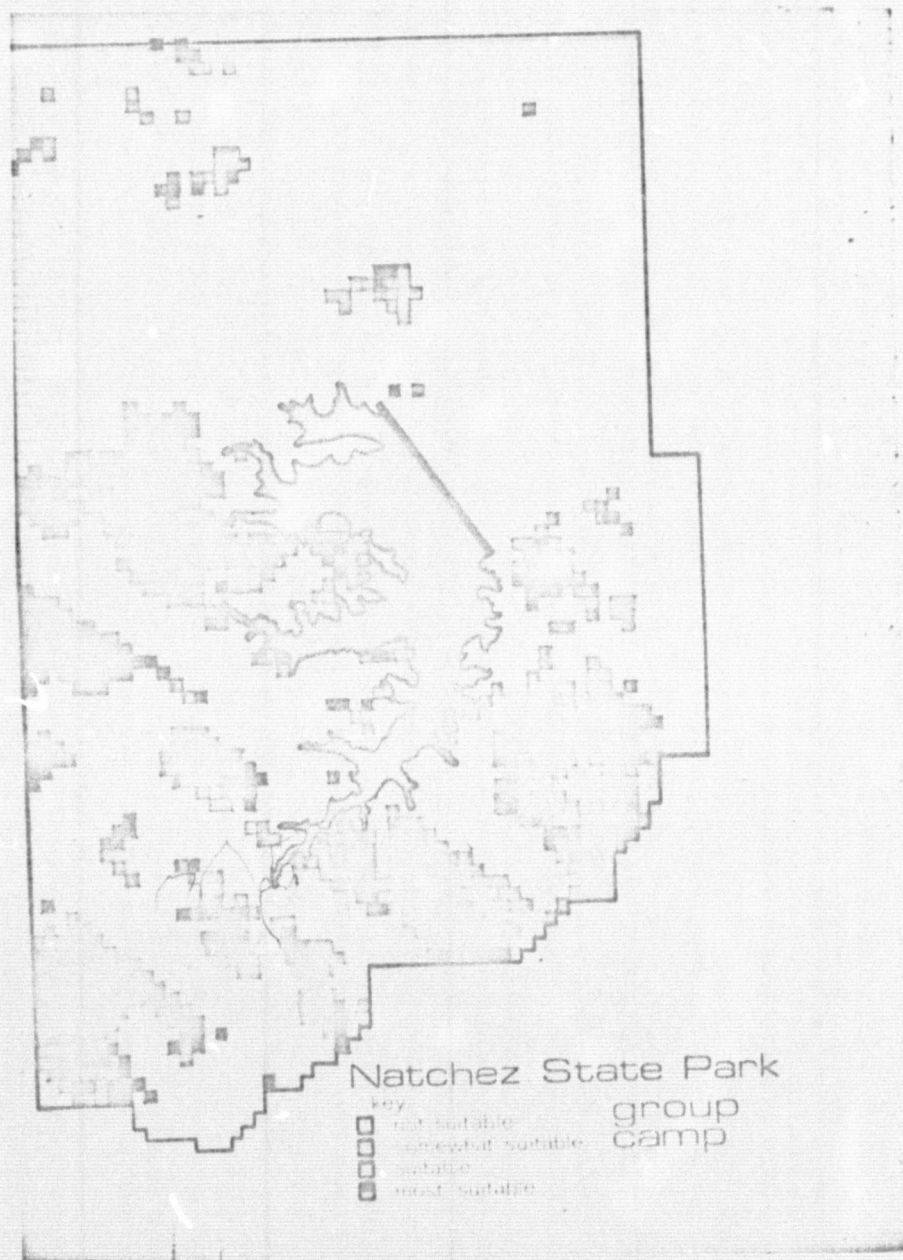 Natchez State Park
key
not suitable
somewhat suitable
suitable
most suitable
group
camp